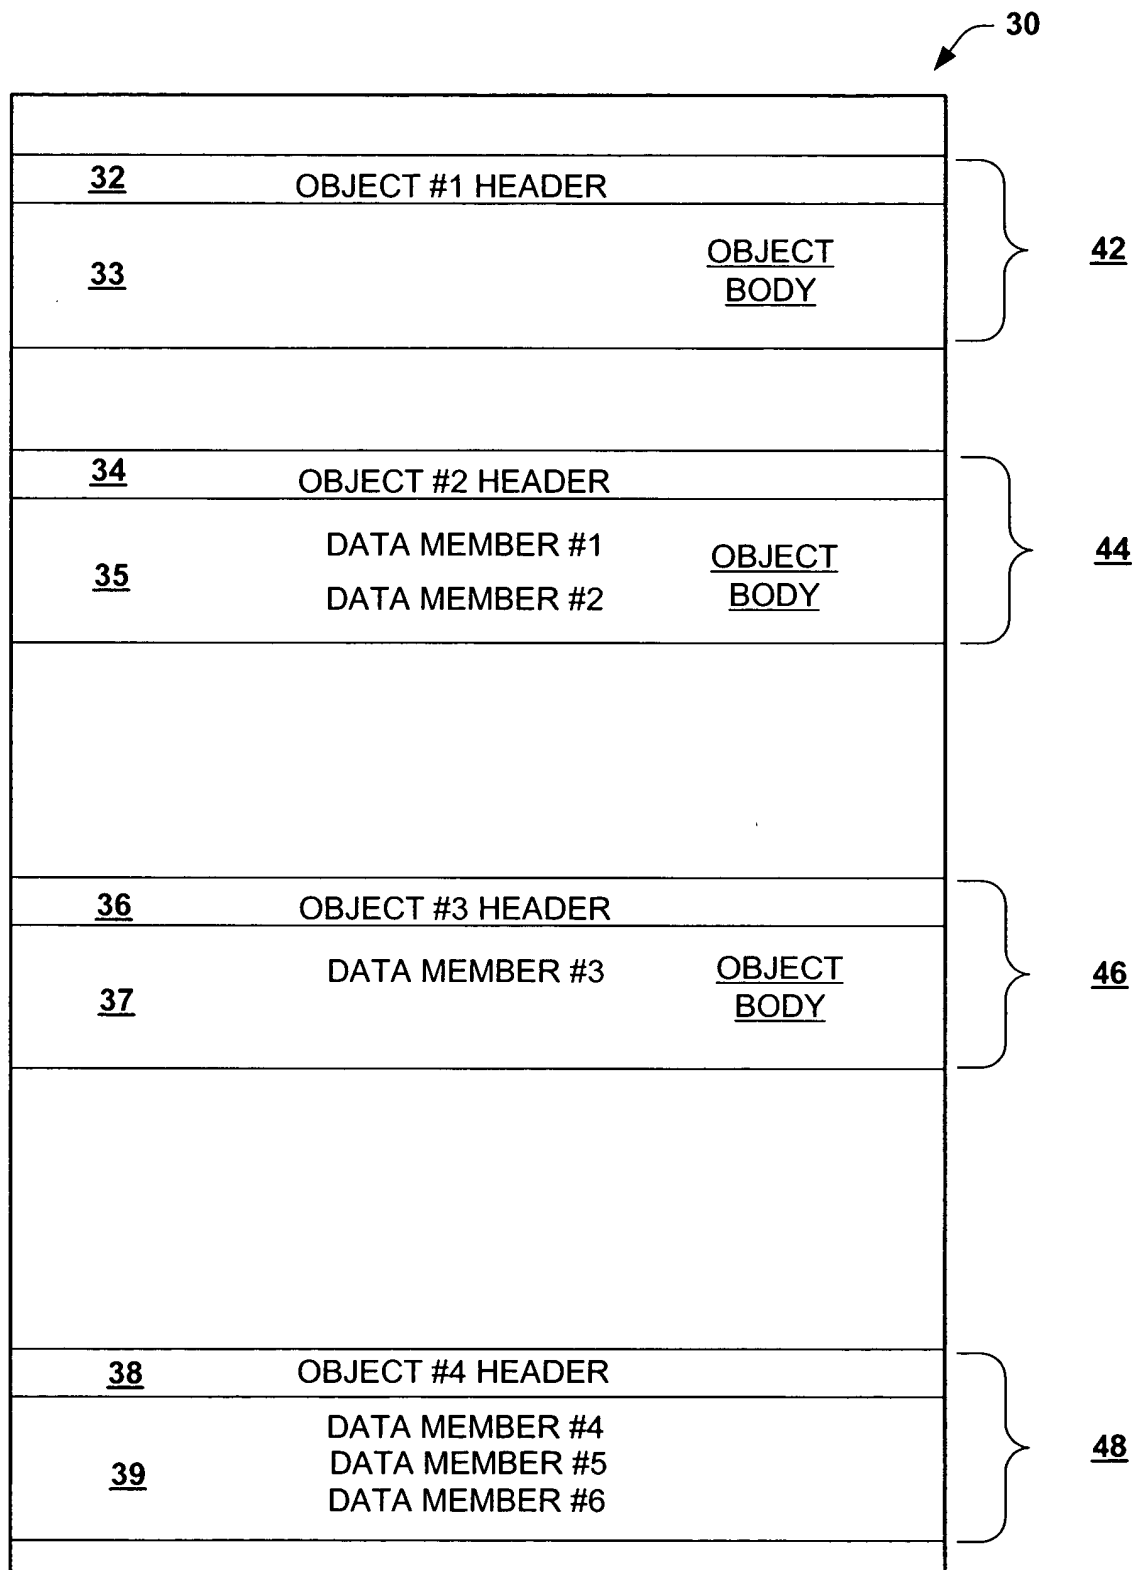 30
32 OBJECT #1 HEADER
33 OBJECT
BODY
42
34 OBJECT #2 HEADER
DATA MEMBER #1
DATA MEMBER #2
35 OBJECT
BODY
44
36 OBJECT #3 HEADER
DATA MEMBER #3
37 OBJECT
BODY
46
38 OBJECT #4 HEADER
DATA MEMBER #4
DATA MEMBER #5
DATA MEMBER #6
39
48